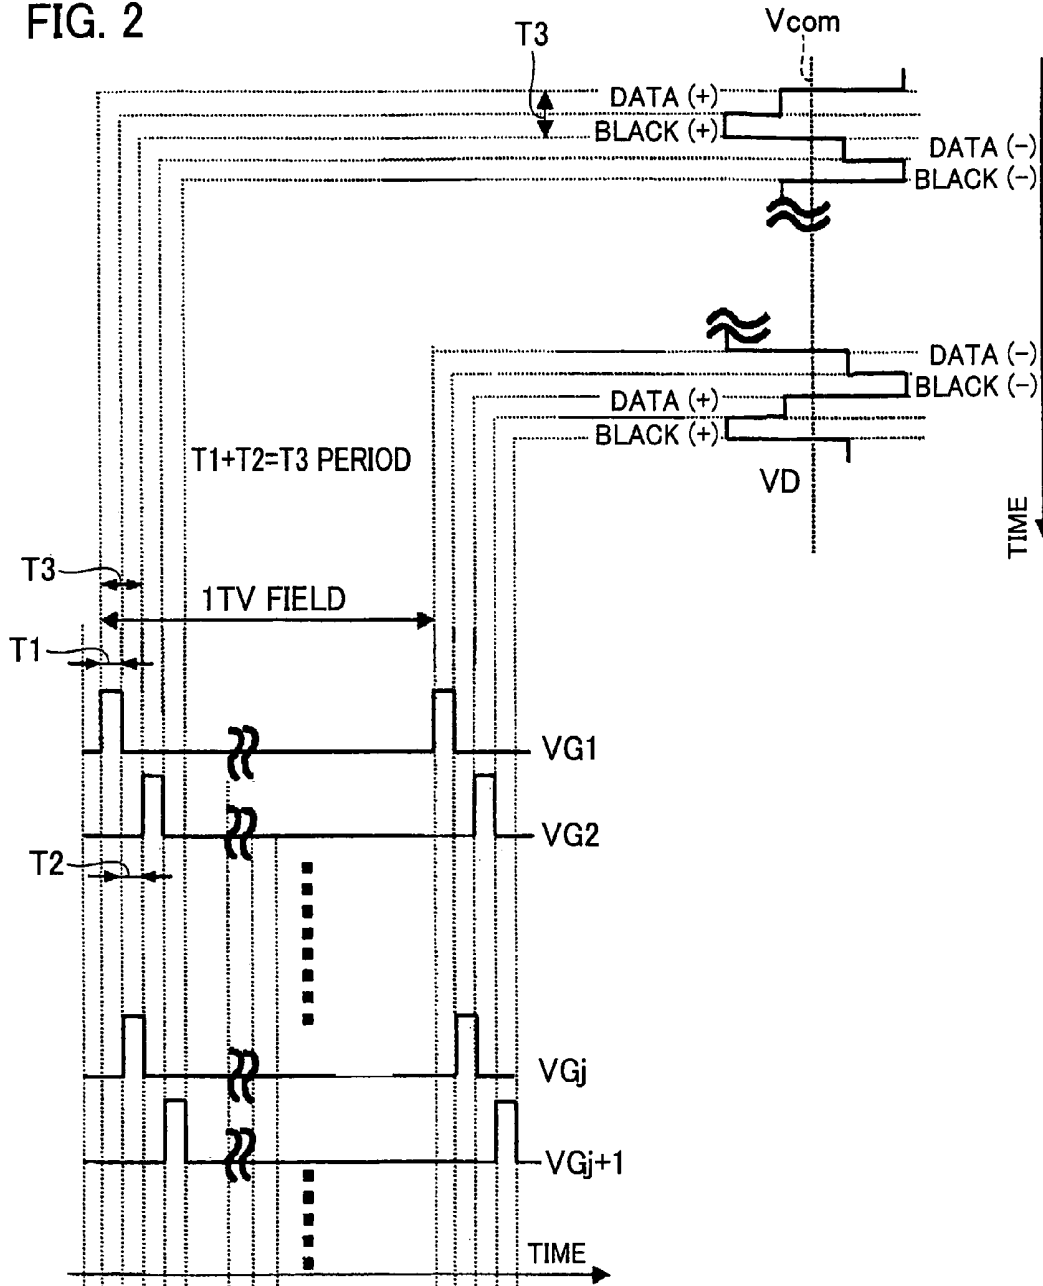 FIG. 2
T3
Vcom
DATA (+)
BLACK (+)
DATA (−)
BLACK (−)
DATA (−)
BLACK (−)
DATA (+)
BLACK (+)
VD
TIME
T1+T2=T3 PERIOD
T3
1TV FIELD
T1
VG1
VG2
T2
VGj
VGj+1
TIME